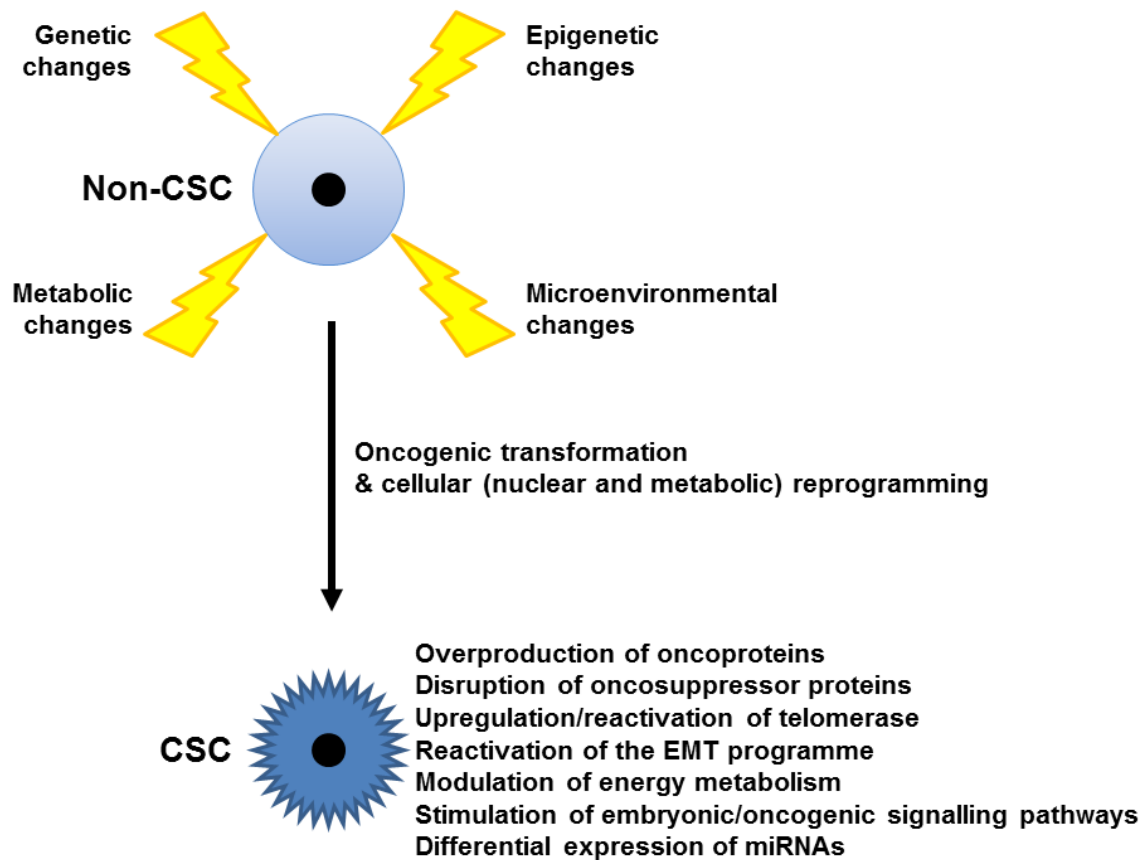 Genetic
changes
Epigenetic
changes
Non-CSC
Metabolic
changes
Microenvironmental
changes
Oncogenic transformation
& cellular (nuclear and metabolic) reprogramming
CSC
Overproduction of oncoproteins
Disruption of oncosuppressor proteins
Upregulation/reactivation of telomerase
Reactivation of the EMT programme
Modulation of energy metabolism
Stimulation of embryonic/oncogenic signalling pathways
Differential expression of miRNAs